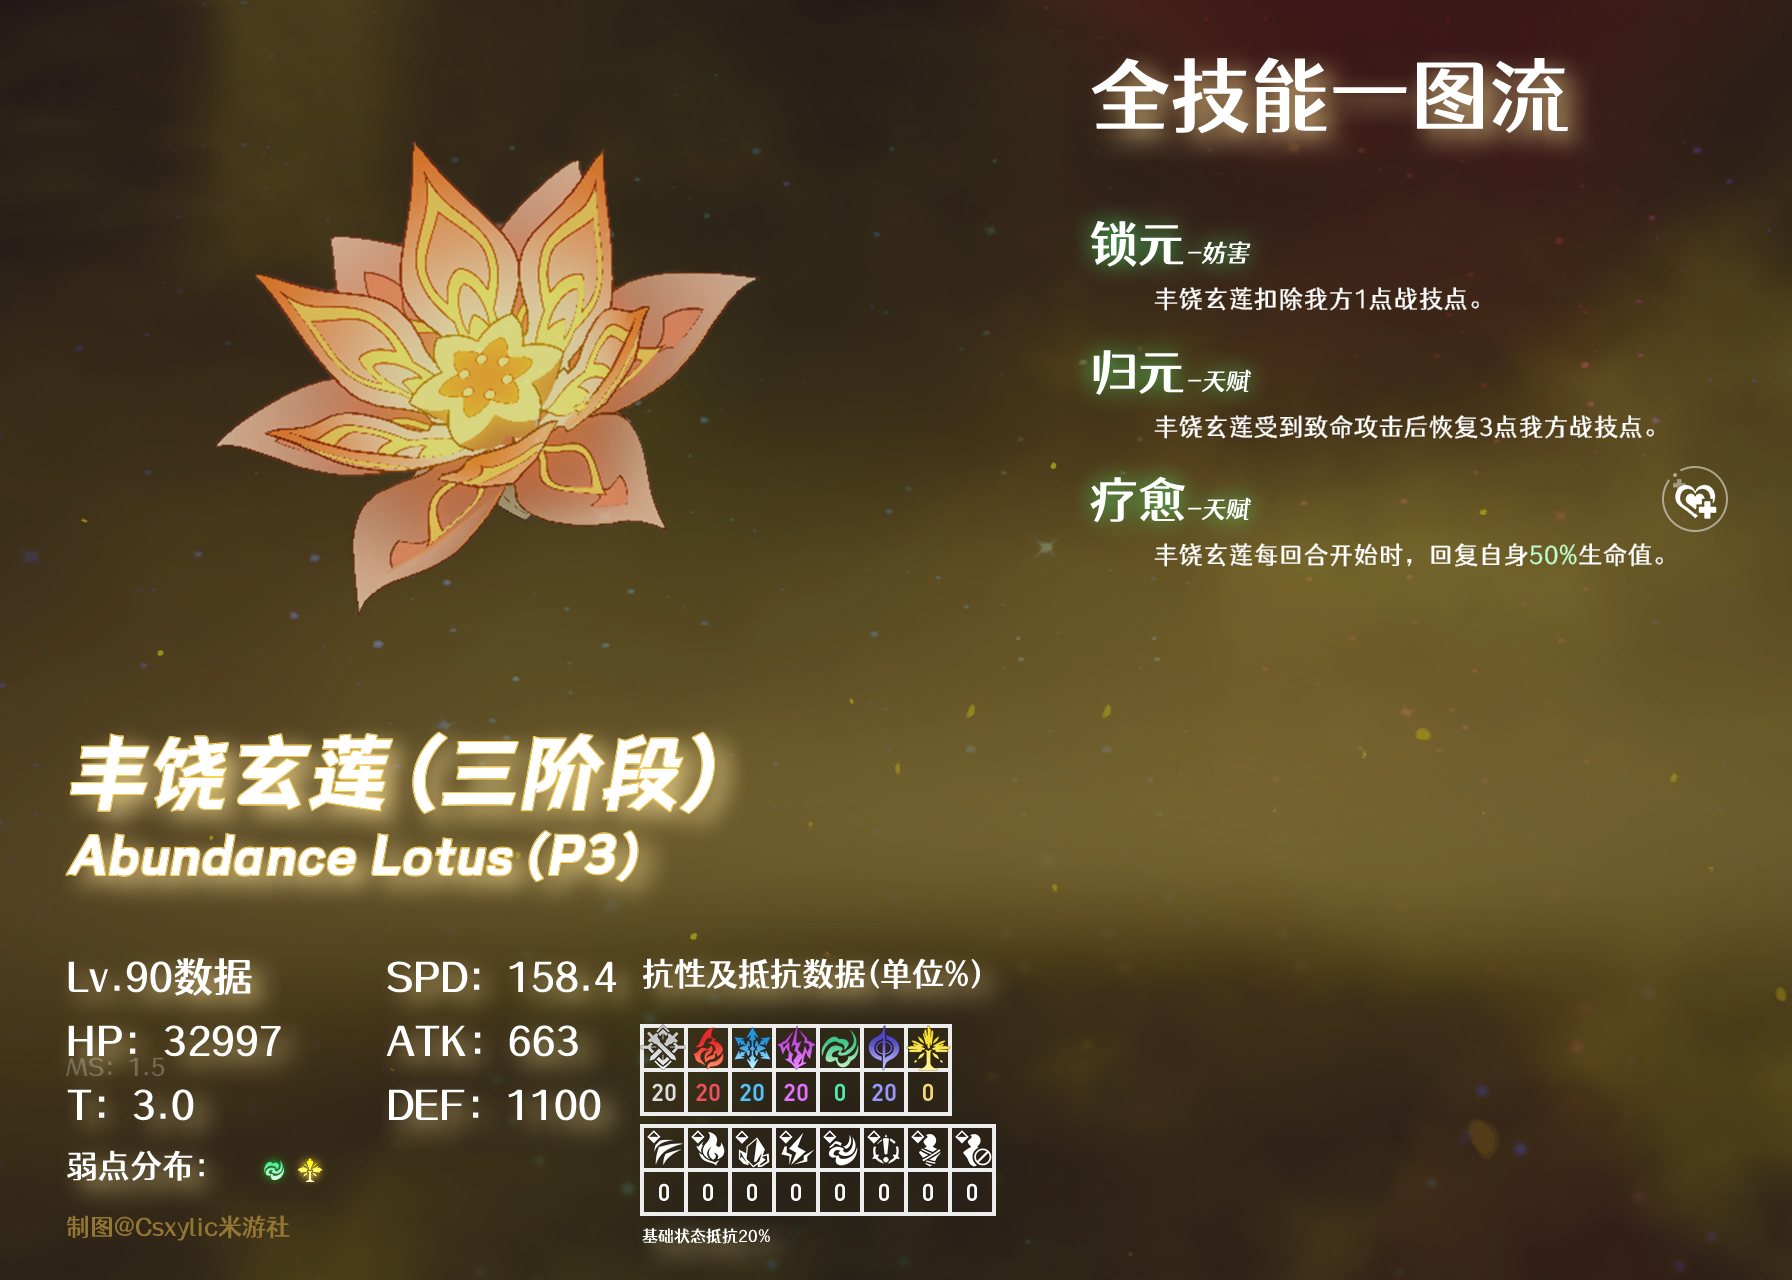 全技能一图流
锁元-妨害
丰饶玄莲扣除我方1点战技点。
归元-天赋
丰饶玄莲受到致命攻击后恢复3点我方战技点。
疗愈-天赋
丰饶玄莲每回合开始时，回复自身50%生命值。
丰饶玄莲（三阶段）
Abundance Lotus (P3)
Lv.90数据
SPD：158.4
HP：32997
ATK：663
MS：1.5
T：3.0
DEF：1100
弱点分布：
制图@Csxylic米游社
抗性及抵抗数据(单位%)
20 20 20 20 0 20 0
0 0 0 0 0 0 0 0
基础状态抵抗20%